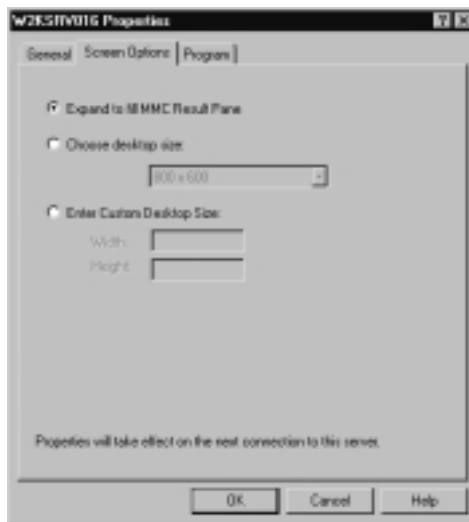 W2KSRV016 Properties
General Screen Options Program
Expand to fill MMC Result Pane
Choose desktop size:
800 x 600
Enter Custom Desktop Size:
Width:
Height:
Properties will take effect on the next connection to this server.
OK Cancel Help